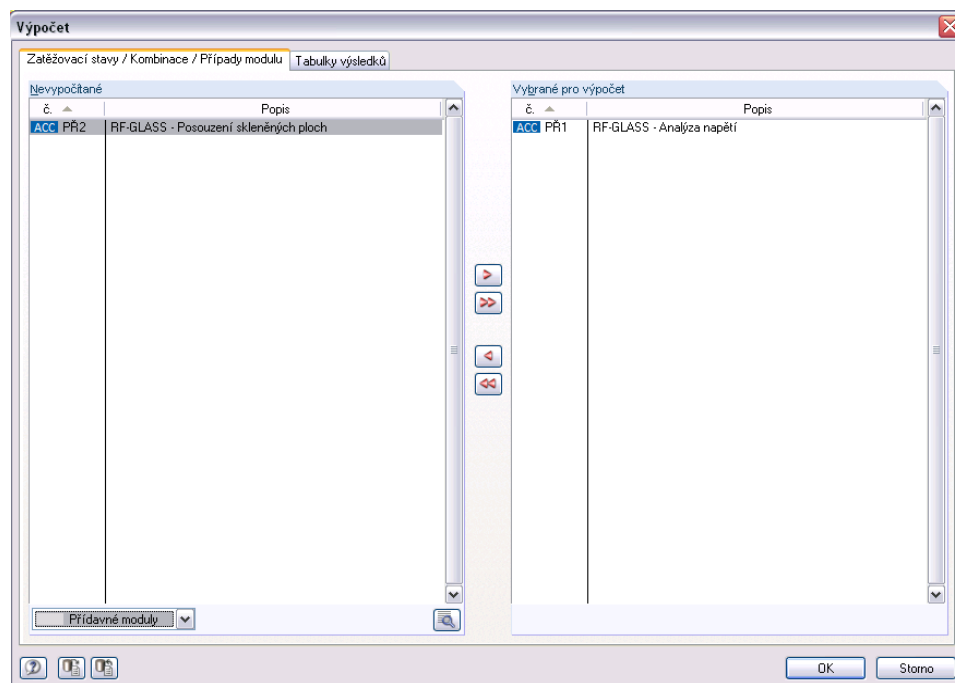 Výpočet
Zatěžovací stavy / Kombinace / Případy modulu Tabulky výsledků
Nevypočítané
č. Popis
ACC PŘ2 RF-GLASS - Posouzení skleněných ploch
Vybrané pro výpočet
č. Popis
ACC PŘ1 RF-GLASS - Analýza napětí
>
>>
<
<<
Přídavné moduly
OK Storno